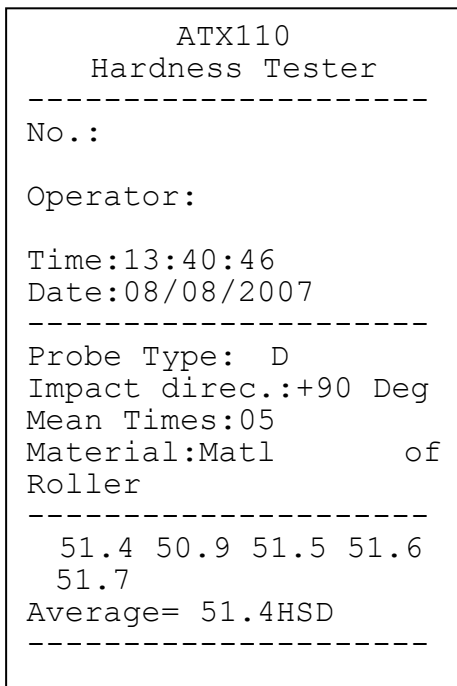 ATX110
Hardness Tester
---------------------
No.:
Operator:
Time:13:40:46
Date:08/08/2007
---------------------
Probe Type: D
Impact direc.:+90 Deg
Mean Times:05
Material:Matl of
Roller
---------------------
51.4 50.9 51.5 51.6
51.7
Average= 51.4HSD
---------------------